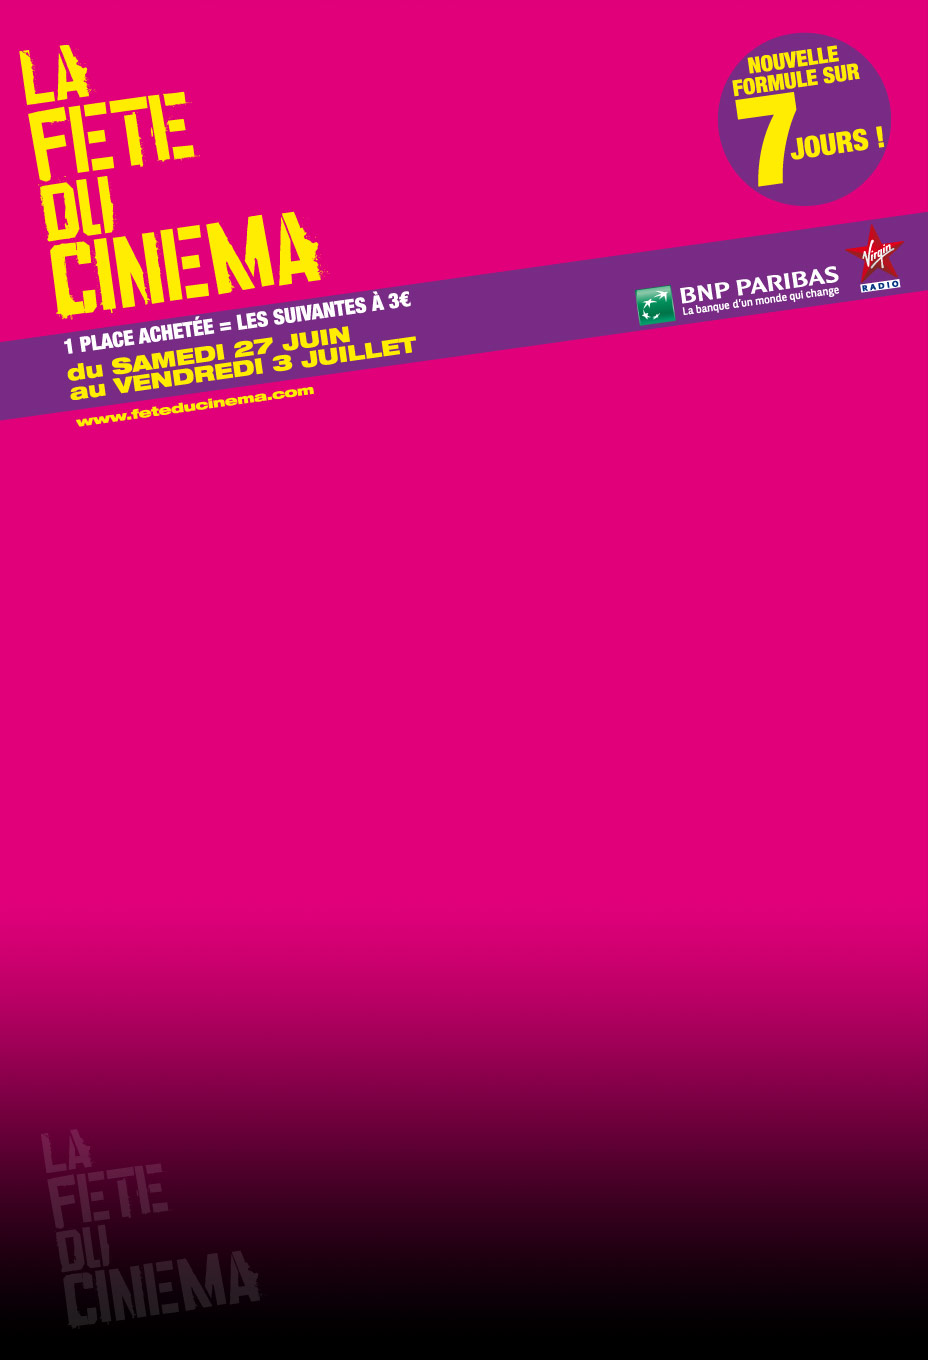 LA
FETE
DU
CINEMA
NOUVELLE
FORMULE SUR
7
JOURS !
1 PLACE ACHETÉE = LES SUIVANTES À 3€
du SAMEDI 27 JUIN
au VENDREDI 3 JUILLET
www.feteducinema.com
BNP PARIBAS
La banque d'un monde qui change
Virgin
RADIO
LA
FETE
DU
CINEMA